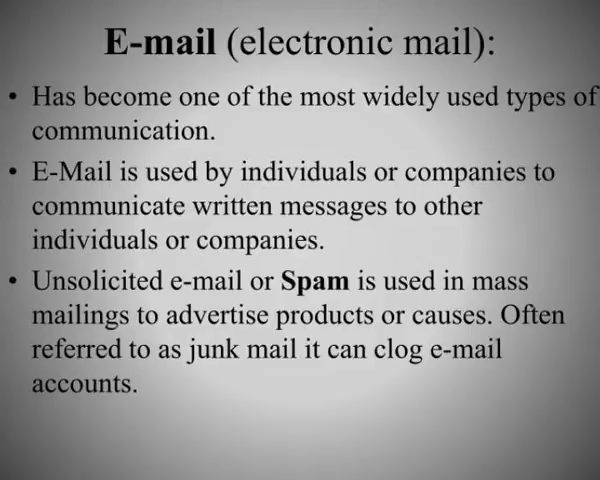 E-mail (electronic mail):
• Has become one of the most widely used types of
communication.
• E-Mail is used by individuals or companies to
communicate written messages to other
individuals or companies.
• Unsolicited e-mail or Spam is used in mass
mailings to advertise products or causes. Often
referred to as junk mail it can clog e-mail
accounts.